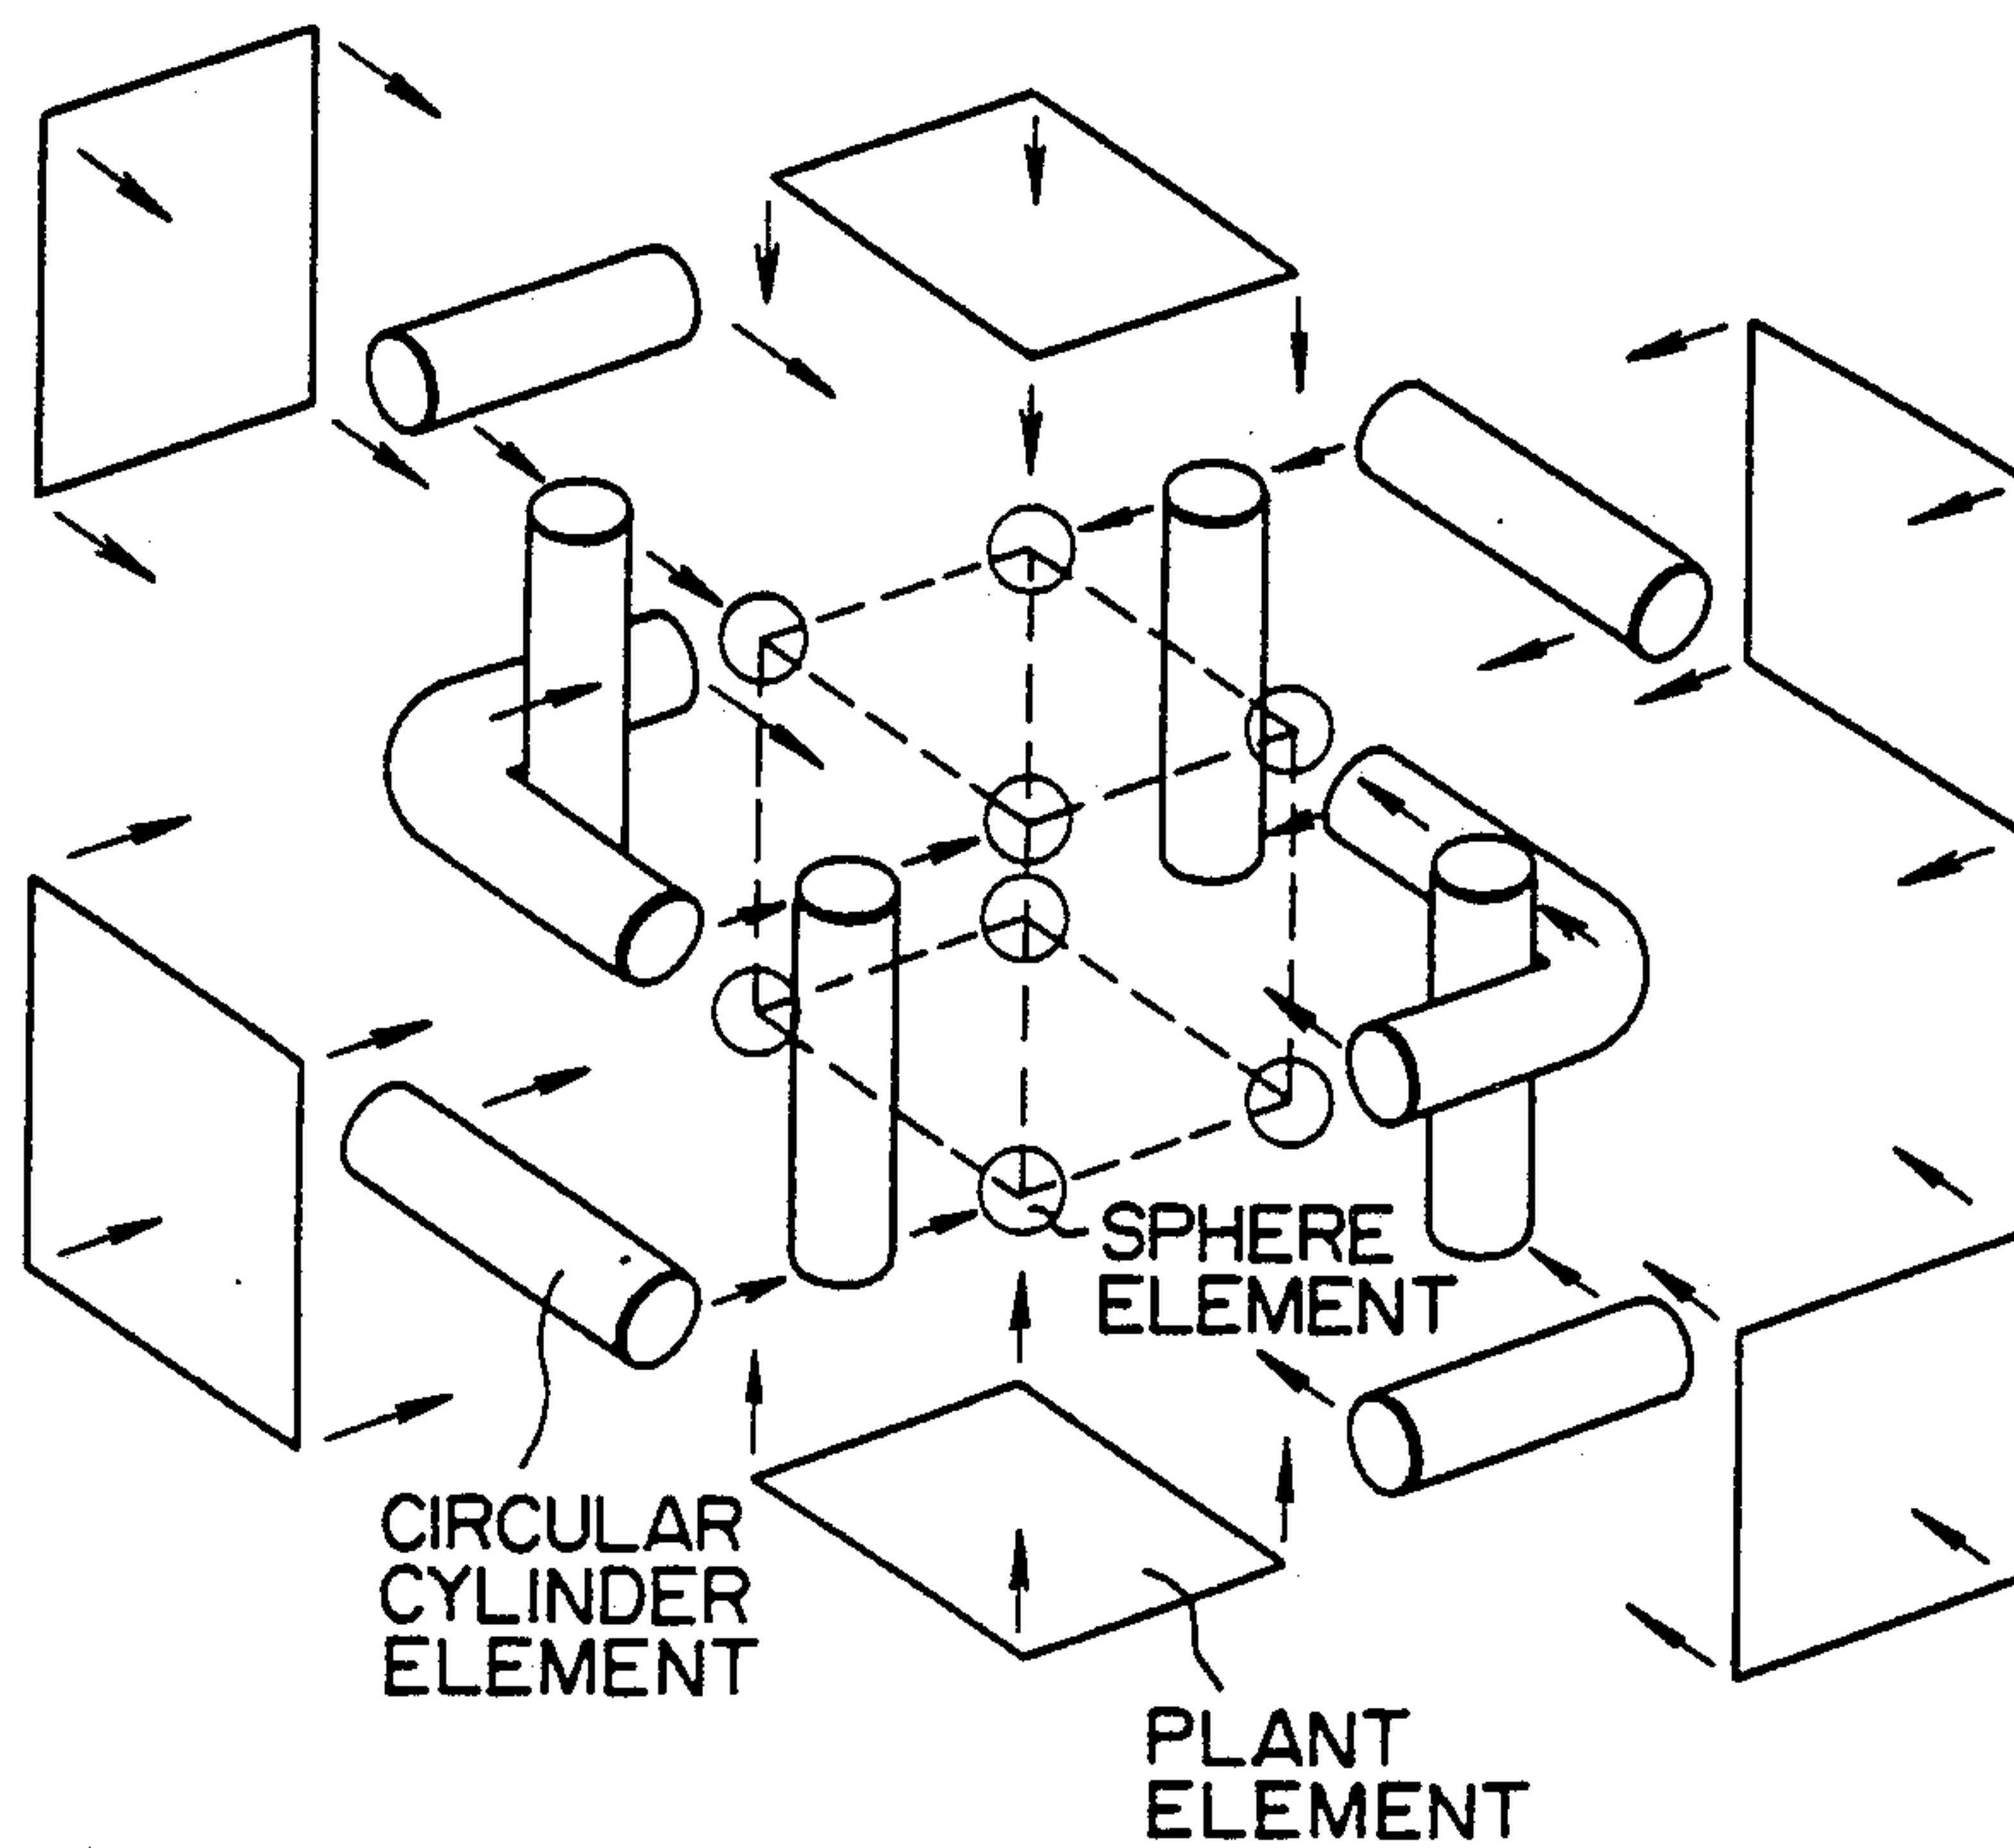 SPHERE
ELEMENT
CIRCULAR
CYLINDER
ELEMENT
PLANT
ELEMENT